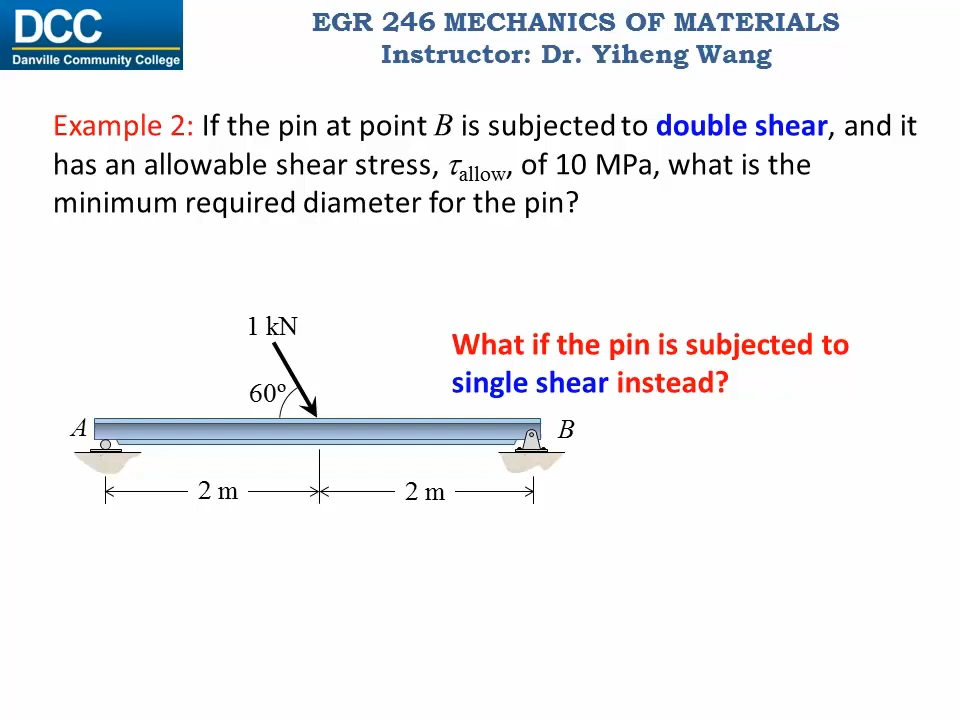 DCC
Danville Community College
EGR 246 MECHANICS OF MATERIALS
Instructor: Dr. Yiheng Wang
Example 2: If the pin at point B is subjected to double shear, and it
has an allowable shear stress, τallow, of 10 MPa, what is the
minimum required diameter for the pin?
1 kN
What if the pin is subjected to
single shear instead?
60º
A
B
2 m
2 m